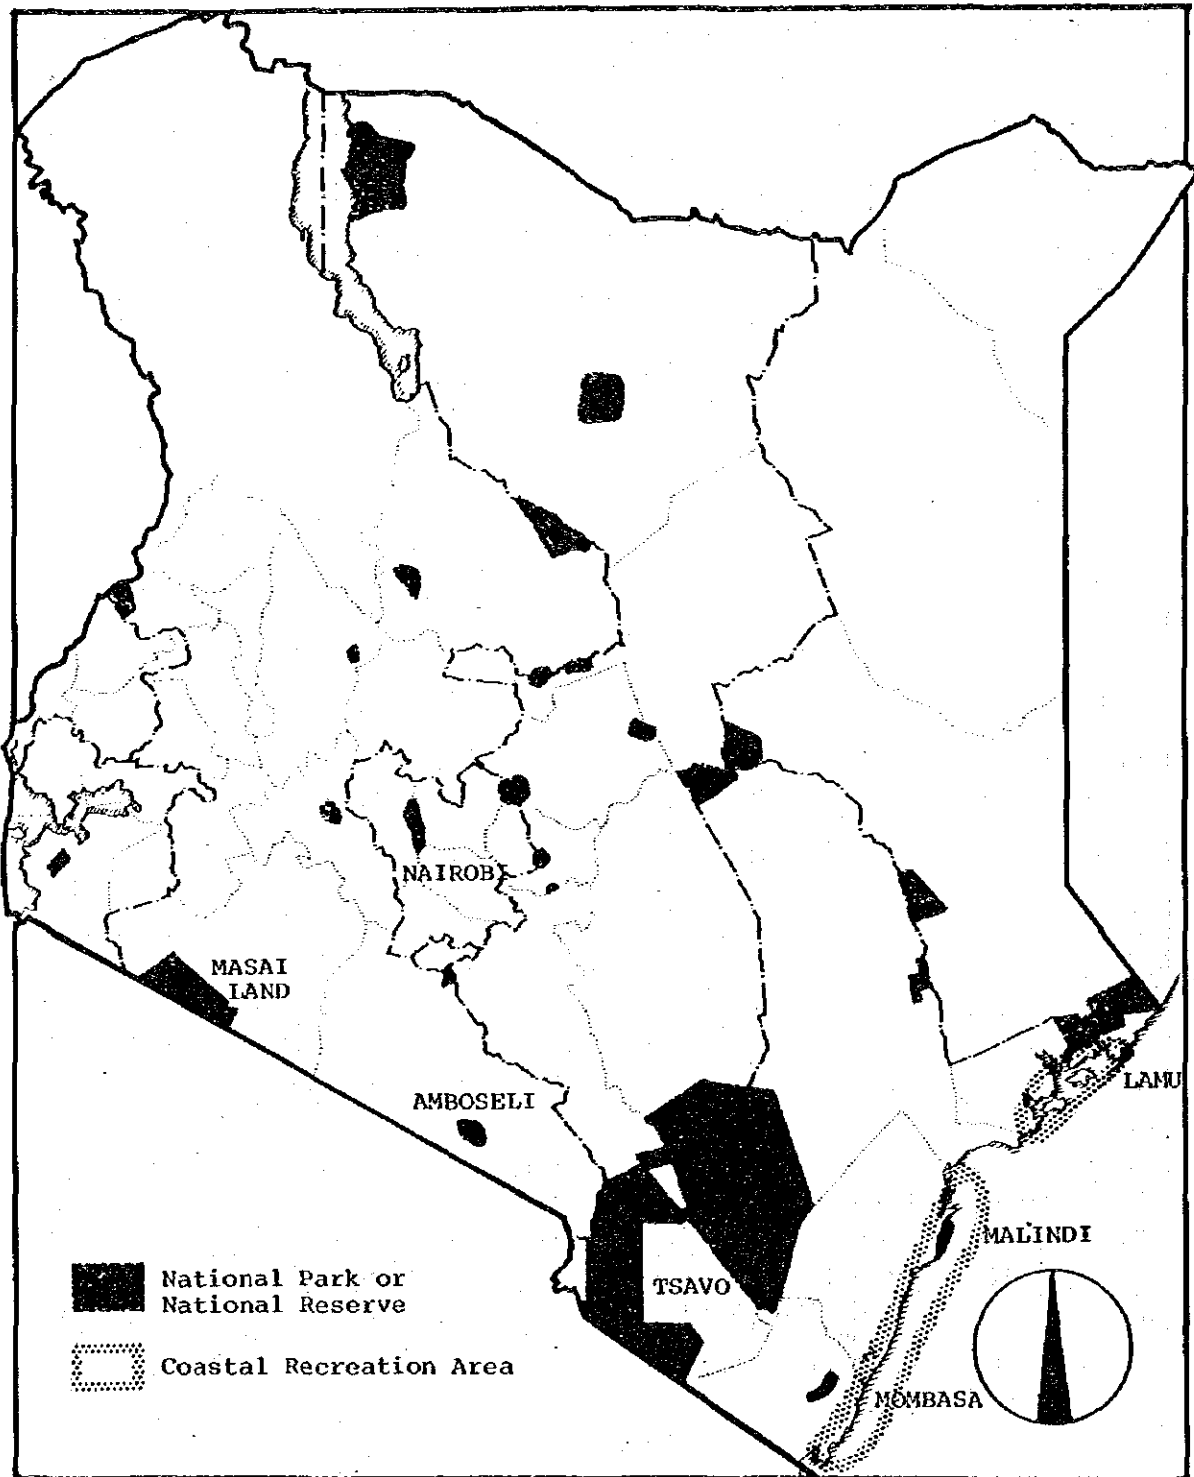 NAIROBI
MASAI
LAND
AMBOSELI
LAMU
MALINDI
TSAVO
MOMBASA
National Park or
National Reserve
Coastal Recreation Area